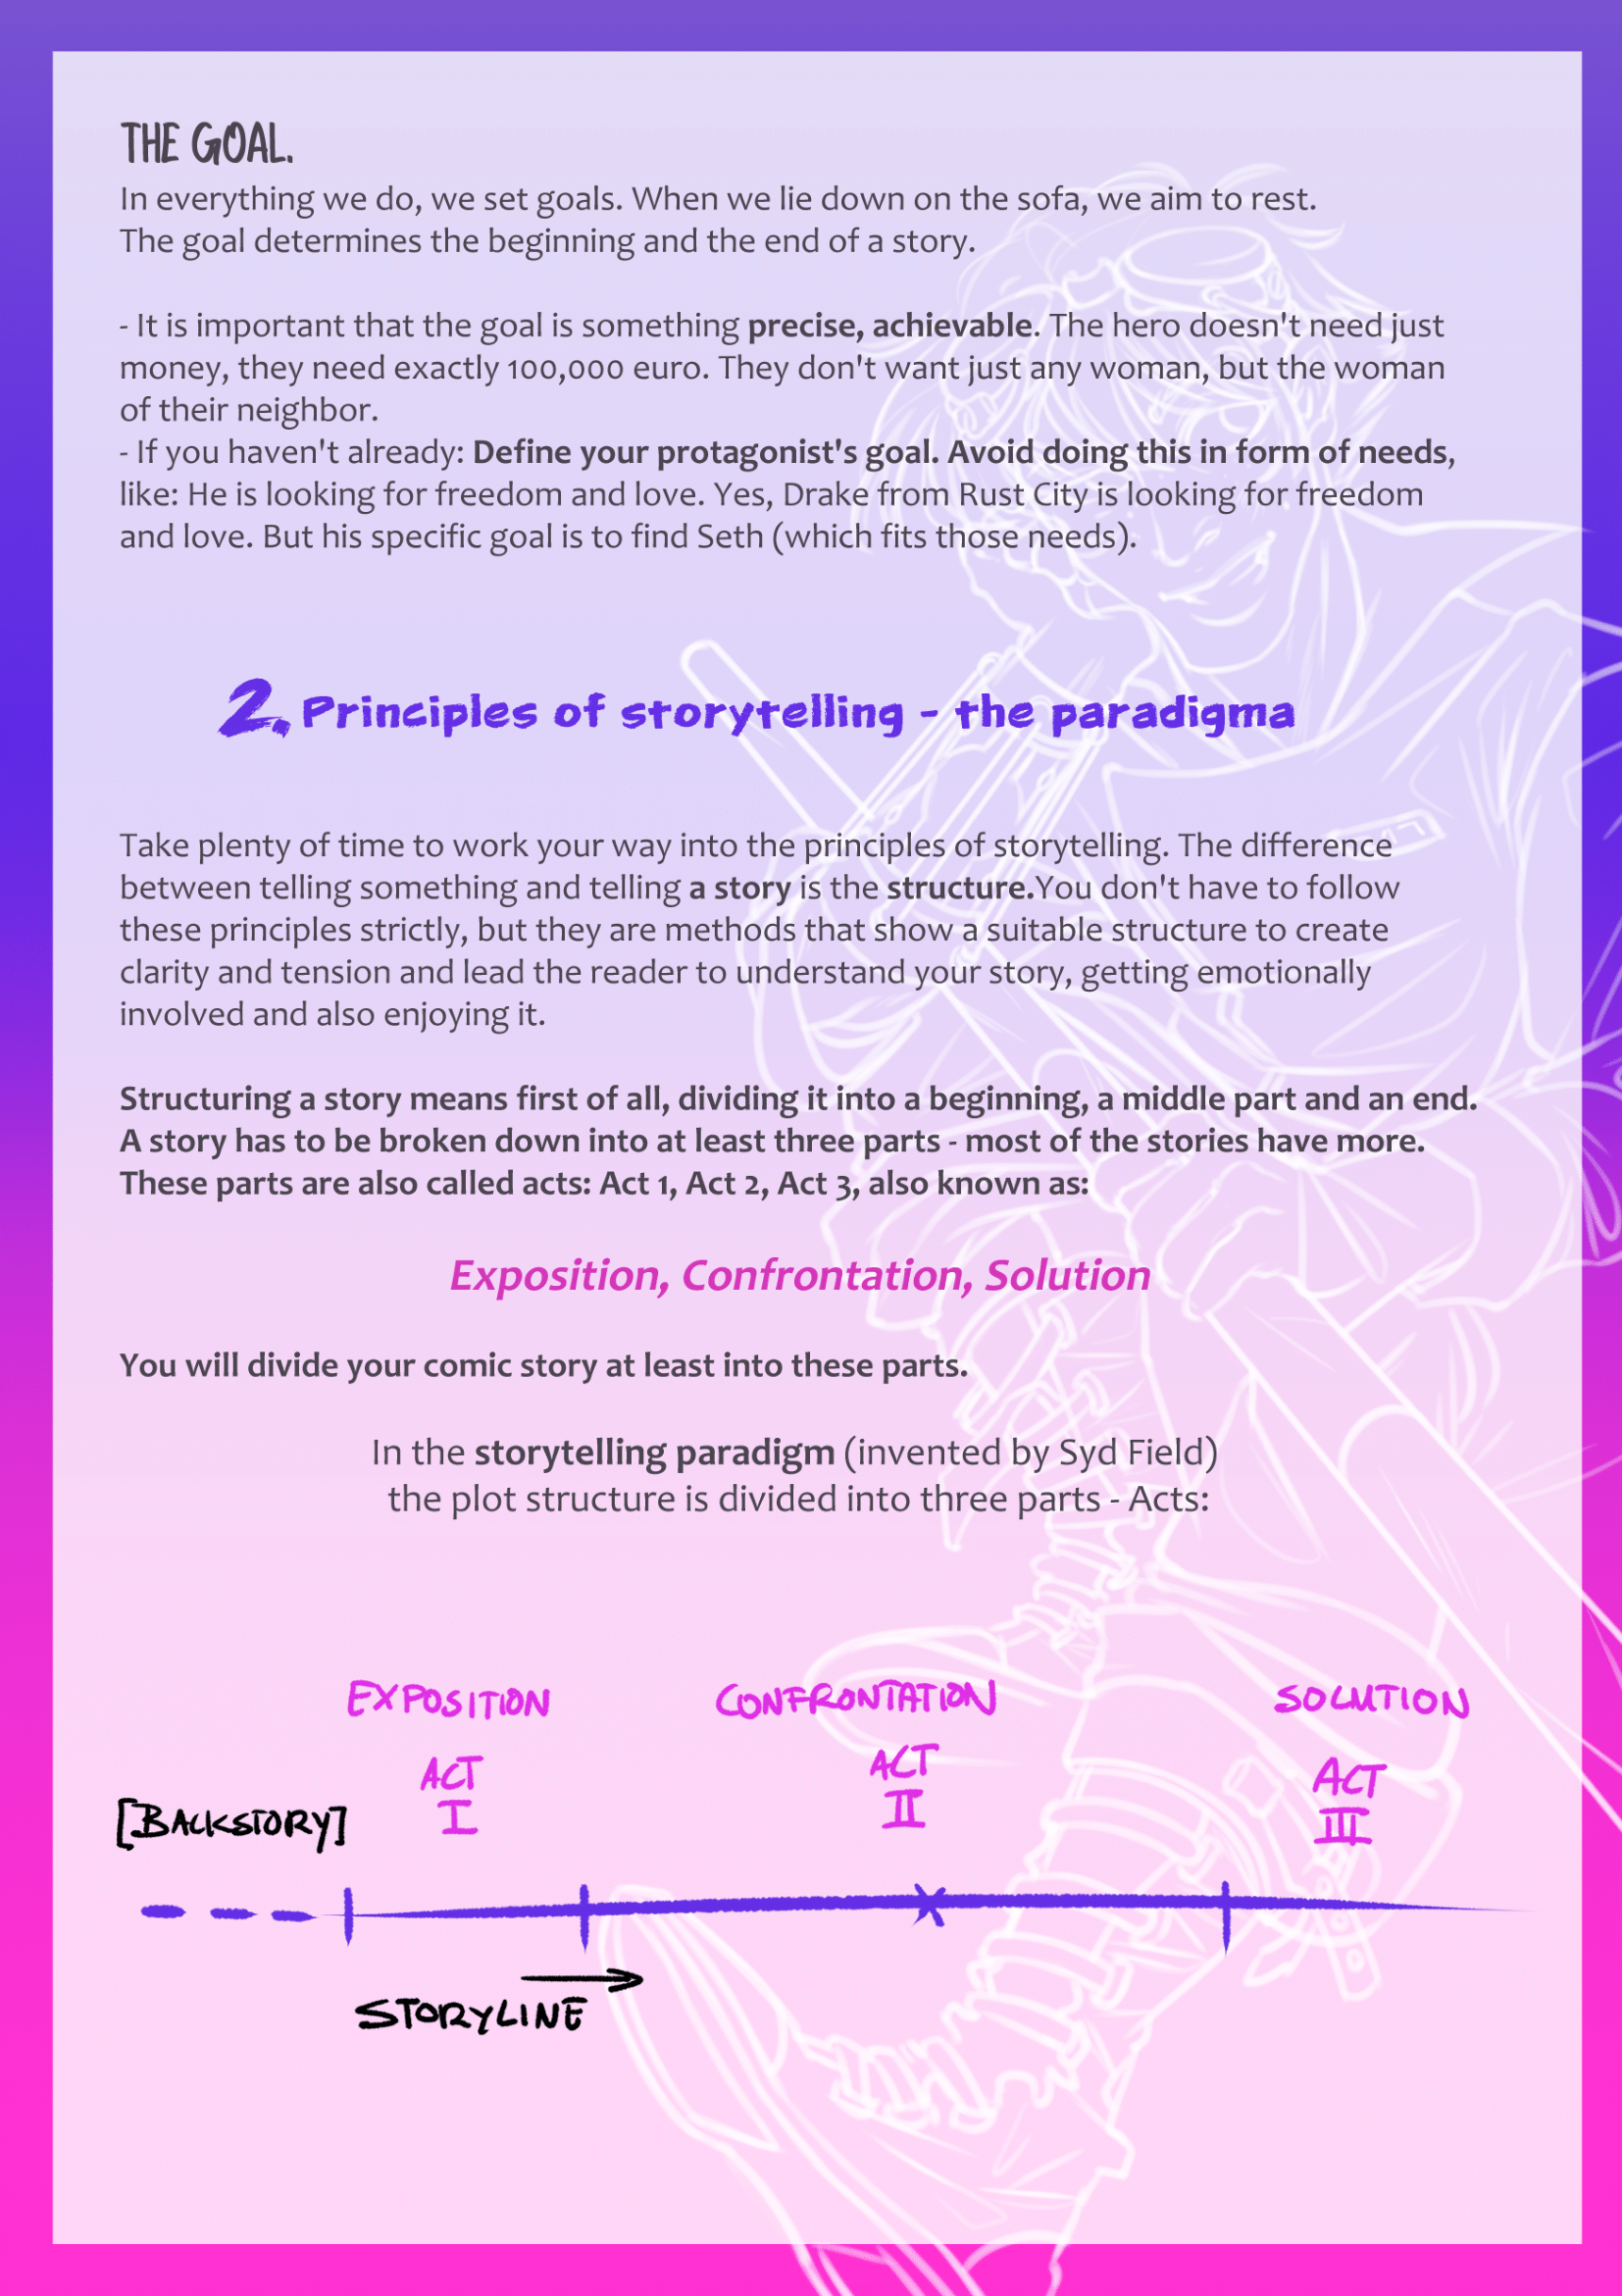 THE GOAL.
In everything we do, we set goals. When we lie down on the sofa, we aim to rest.
The goal determines the beginning and the end of a story.
- It is important that the goal is something precise, achievable. The hero doesn't need just
money, they need exactly 100,000 euro. They don't want just any woman, but the woman
of their neighbor.
- If you haven't already: Define your protagonist's goal. Avoid doing this in form of needs,
like: He is looking for freedom and love. Yes, Drake from Rust City is looking for freedom
and love. But his specific goal is to find Seth (which fits those needs).
2. Principles of storytelling - the paradigma
Take plenty of time to work your way into the principles of storytelling. The difference
between telling something and telling a story is the structure.You don't have to follow
these principles strictly, but they are methods that show a suitable structure to create
clarity and tension and lead the reader to understand your story, getting emotionally
involved and also enjoying it.
Structuring a story means first of all, dividing it into a beginning, a middle part and an end.
A story has to be broken down into at least three parts - most of the stories have more.
These parts are also called acts: Act 1, Act 2, Act 3, also known as:
Exposition, Confrontation, Solution
You will divide your comic story at least into these parts.
In the storytelling paradigm (invented by Syd Field)
the plot structure is divided into three parts - Acts:
EXPOSITION CONFRONTATION SOLUTION
ACT ACT ACT
I II III
[BACKSTORY]
STORYLINE